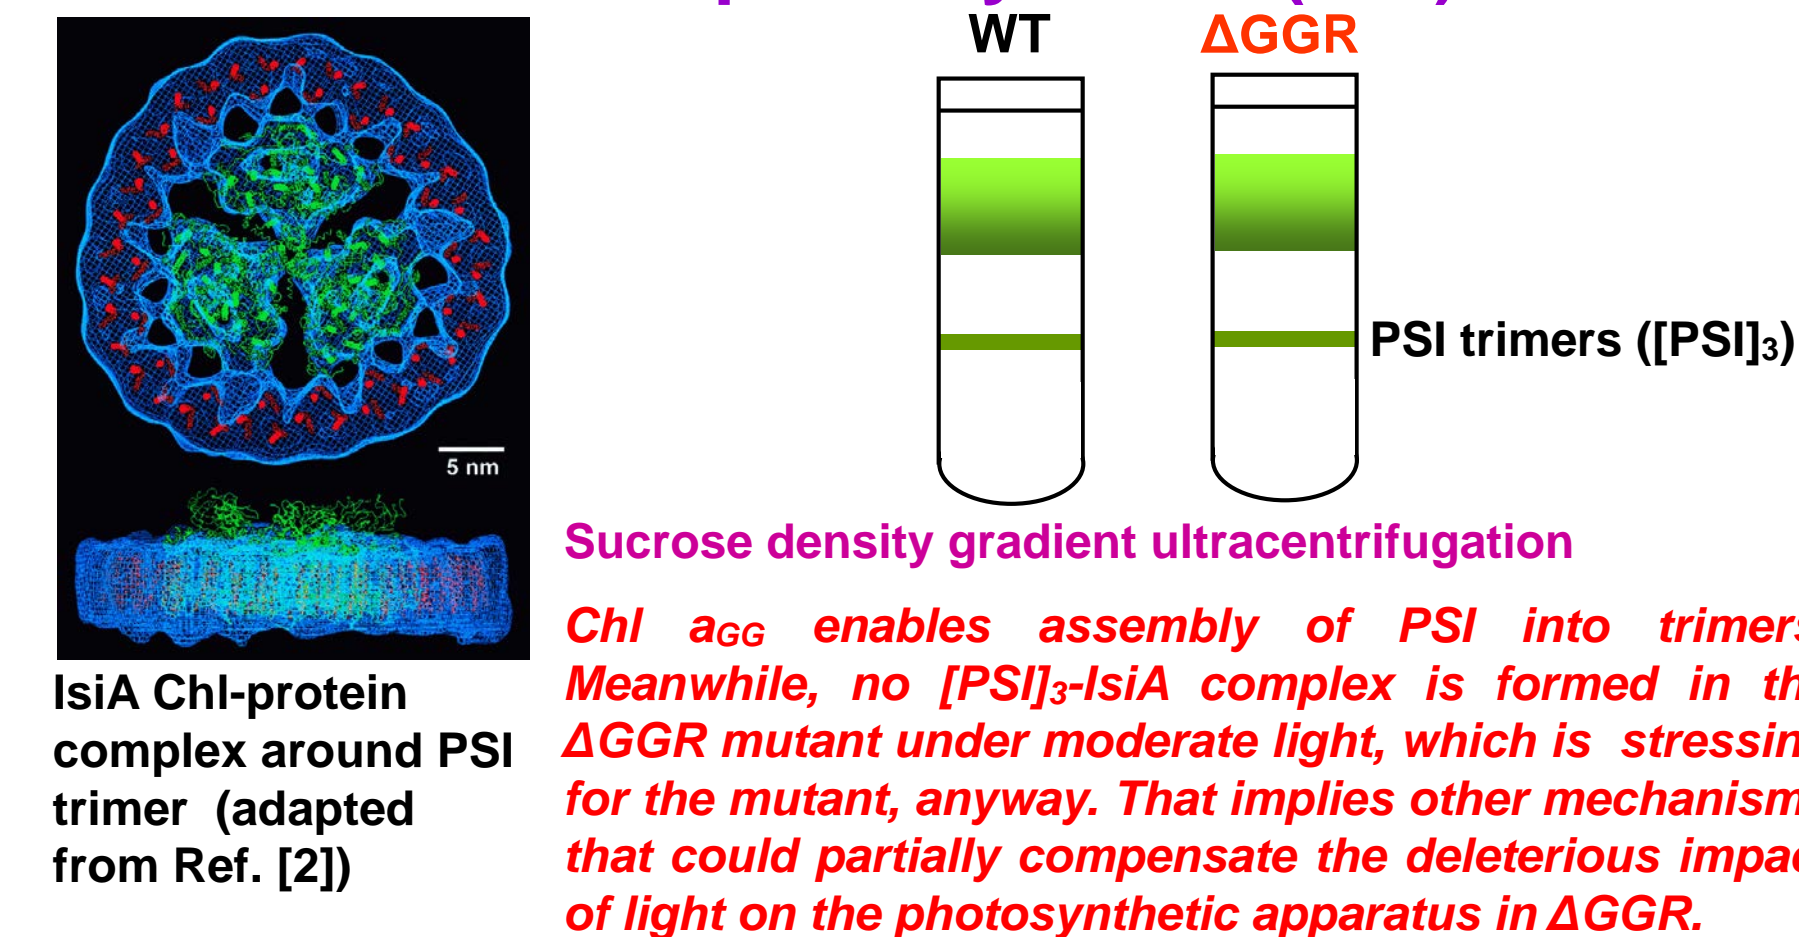 WT
ΔGGR
5 nm
PSI trimers ([PSI]3)
Sucrose density gradient ultracentrifugation
Chl aGG enables assembly of PSI into trimers
Meanwhile, no [PSI]3-IsiA complex is formed in th
ΔGGR mutant under moderate light, which is stressin
for the mutant, anyway. That implies other mechanism
that could partially compensate the deleterious impac
of light on the photosynthetic apparatus in ΔGGR.
IsiA Chl-protein
complex around PSI
trimer (adapted
from Ref. [2])